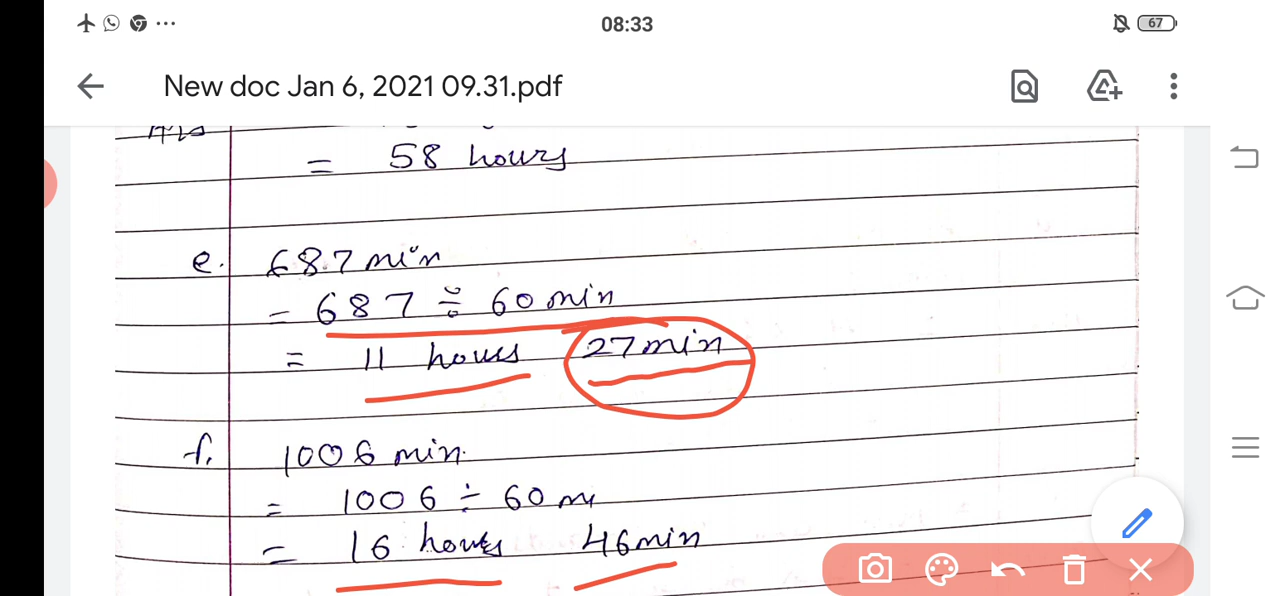 08:33
67
New doc Jan 6, 2021 09.31.pdf
Ans
= 58 hours
e. 687 min
= 687 ÷ 60 min
= 11 hours 27 min
f. 1006 min.
= 1006 ÷ 60 m
= 16 hours 46 min